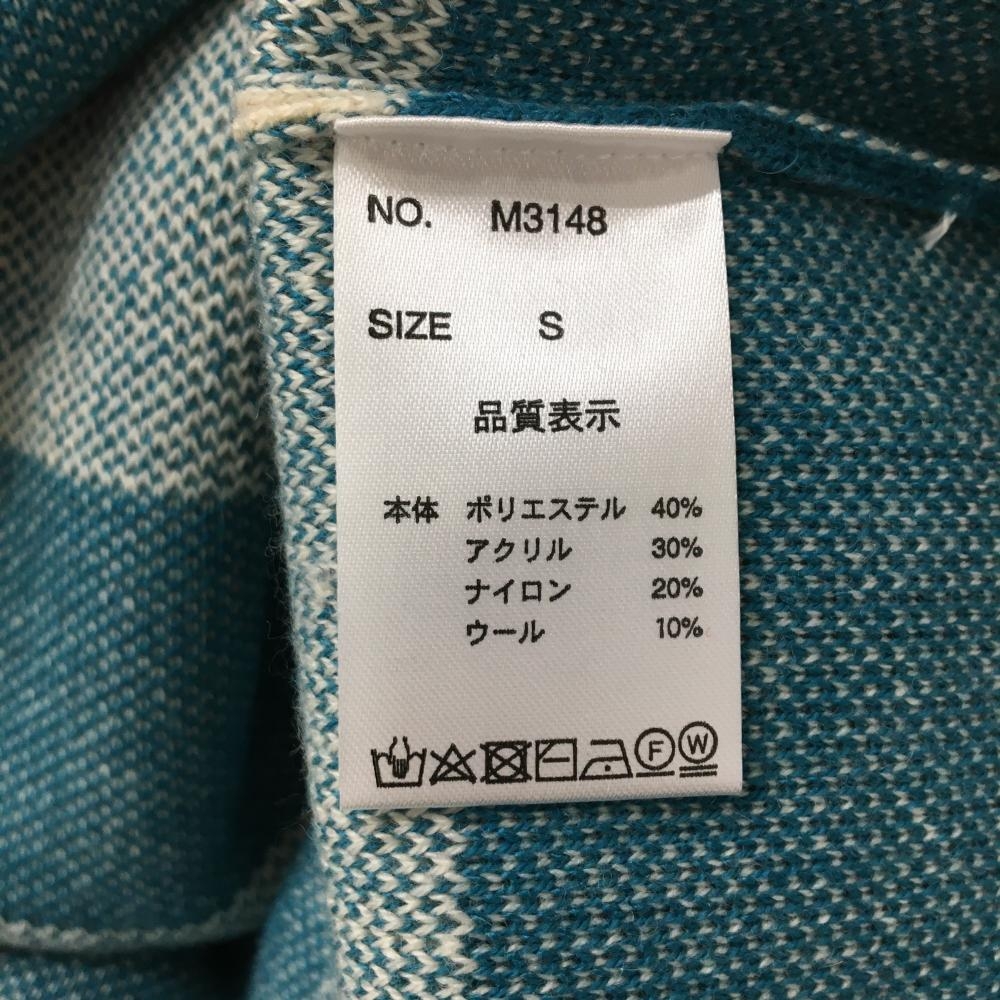 NO. M3148
SIZE S
品質表示
本体 ポリエステル 40%
アクリル 30%
ナイロン 20%
ウール 10%
F W